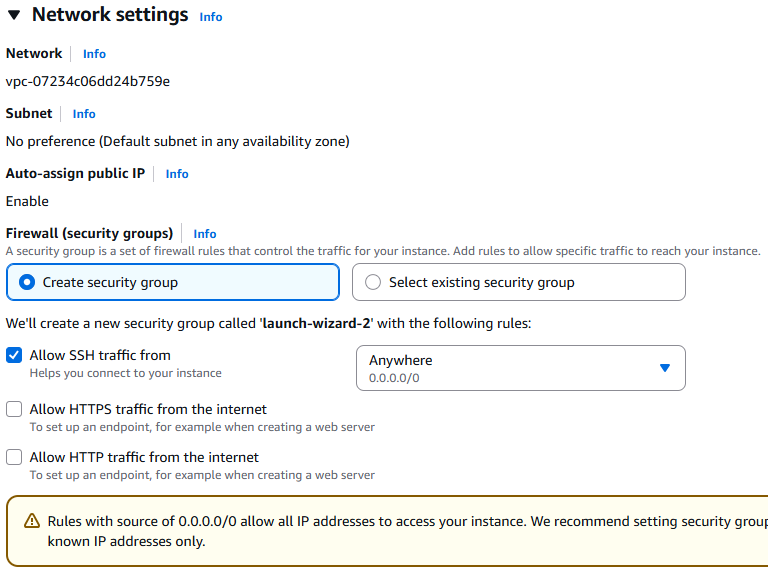 ▼ Network settings Info
Network Info
vpc-07234c06dd24b759e
Subnet Info
No preference (Default subnet in any availability zone)
Auto-assign public IP Info
Enable
Firewall (security groups) Info
A security group is a set of firewall rules that control the traffic for your instance. Add rules to allow specific traffic to reach your instance.
Create security group
Select existing security group
We'll create a new security group called 'launch-wizard-2' with the following rules:
Allow SSH traffic from
Helps you connect to your instance
Anywhere
0.0.0.0/0
Allow HTTPS traffic from the internet
To set up an endpoint, for example when creating a web server
Allow HTTP traffic from the internet
To set up an endpoint, for example when creating a web server
Rules with source of 0.0.0.0/0 allow all IP addresses to access your instance. We recommend setting security group
known IP addresses only.